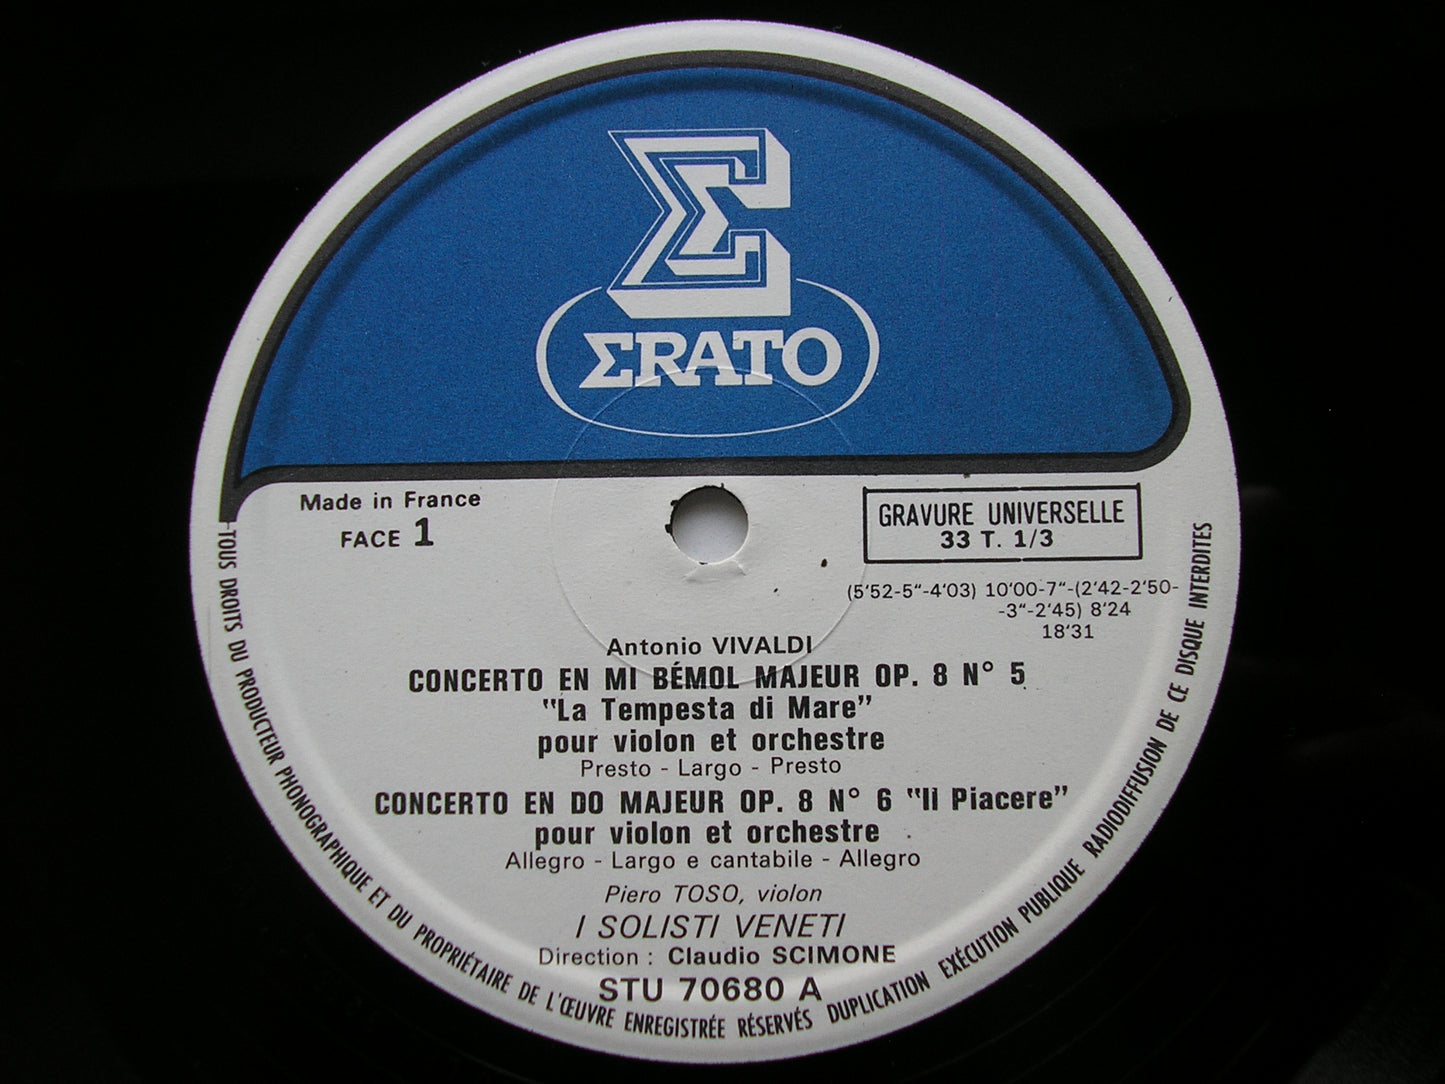 Σ
ΣRATO
Made in France
FACE 1
GRAVURE UNIVERSELLE
33 T. 1/3
(5'52-5"-4'03) 10'00-7"-(2'42-2'50-
-3"-2'45) 8'24
18'31
Antonio VIVALDI
CONCERTO EN MI BÉMOL MAJEUR OP. 8 N° 5
"La Tempesta di Mare"
pour violon et orchestre
Presto - Largo - Presto
CONCERTO EN DO MAJEUR OP. 8 N° 6 "Il Piacere"
pour violon et orchestre
Allegro - Largo e cantabile - Allegro
Piero TOSO, violon
I SOLISTI VENETI
Direction : Claudio SCIMONE
STU 70680 A
TOUS DROITS DU PRODUCTEUR PHONOGRAPHIQUE ET DU PROPRIÉTAIRE DE L'ŒUVRE ENREGISTRÉE RÉSERVÉS DUPLICATION EXÉCUTION PUBLIQUE RADIODIFFUSION DE CE DISQUE INTERDITES